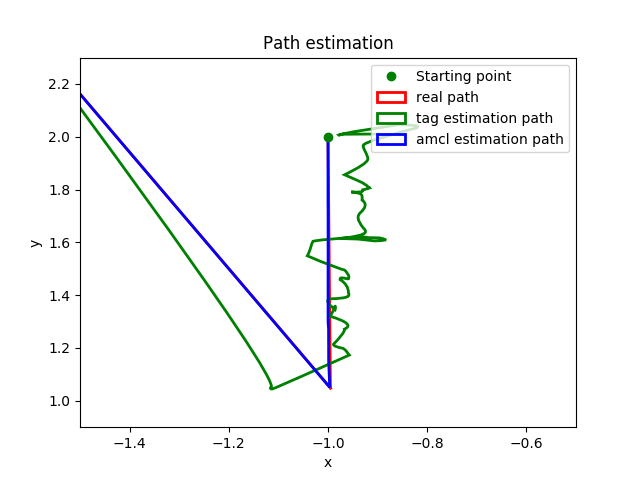 Path estimation
Starting point
real path
tag estimation path
amcl estimation path
2.2
2.0
1.8
1.6
1.4
1.2
1.0
y
−1.4
−1.2
−1.0
−0.8
−0.6
x